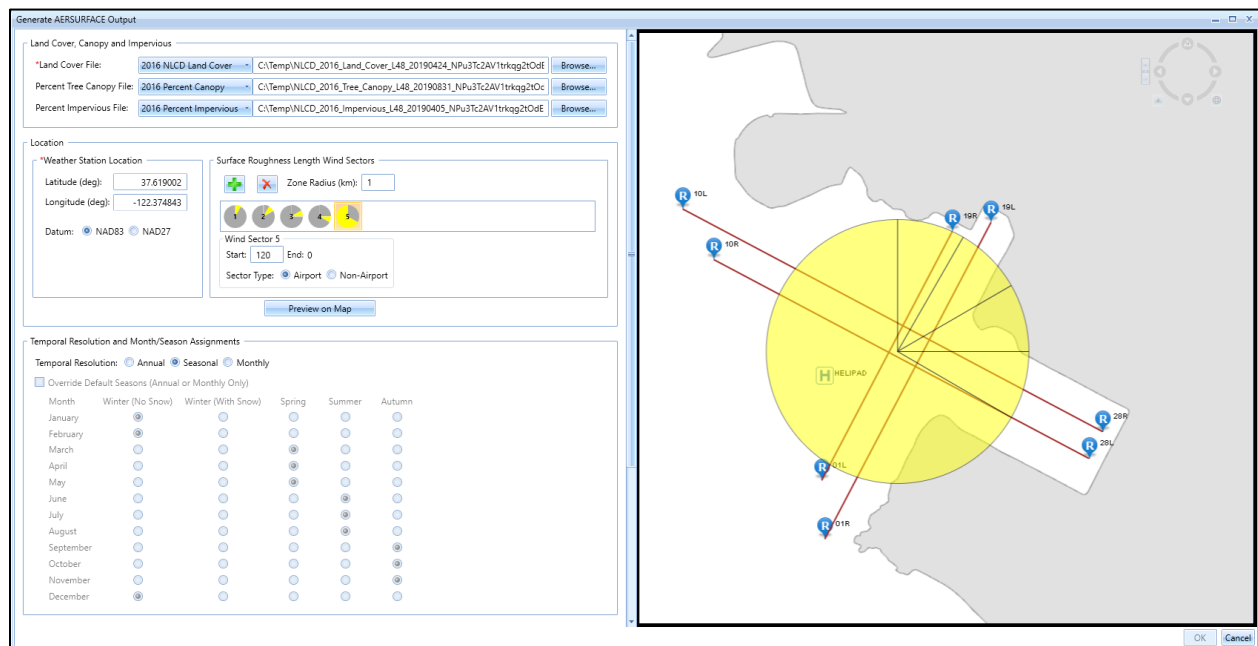 Generate AERSURFACE Output
Land Cover, Canopy and Impervious
*Land Cover File: 2016 NLCD Land Cover C:\Temp\NLCD_2016_Land_Cover_L48_20190424_NPu3Tc2AV1trkqg2tOdE Browse...
Percent Tree Canopy File: 2016 Percent Canopy C:\Temp\NLCD_2016_Tree_Canopy_L48_20190831_NPu3Tc2AV1trkqg2tOc Browse...
Percent Impervious File: 2016 Percent Impervious C:\Temp\NLCD_2016_Impervious_L48_20190405_NPu3Tc2AV1trkqg2tOdE Browse...
Location
*Weather Station Location
Latitude (deg): 37.619002
Longitude (deg): -122.374843
Datum: NAD83 NAD27
Surface Roughness Length Wind Sectors
Zone Radius (km): 1
1 2 3 4 5
Wind Sector 5
Start: 120 End: 0
Sector Type: Airport Non-Airport
Preview on Map
Temporal Resolution and Month/Season Assignments
Temporal Resolution: Annual Seasonal Monthly
Override Default Seasons (Annual or Monthly Only)
Month Winter (No Snow) Winter (With Snow) Spring Summer Autumn
January
February
March
April
May
June
July
August
September
October
November
December
R 10L
R 19L
R 19R
R 10R
H HELIPAD
R 28R
R 28L
R 01L
R 01R
OK Cancel